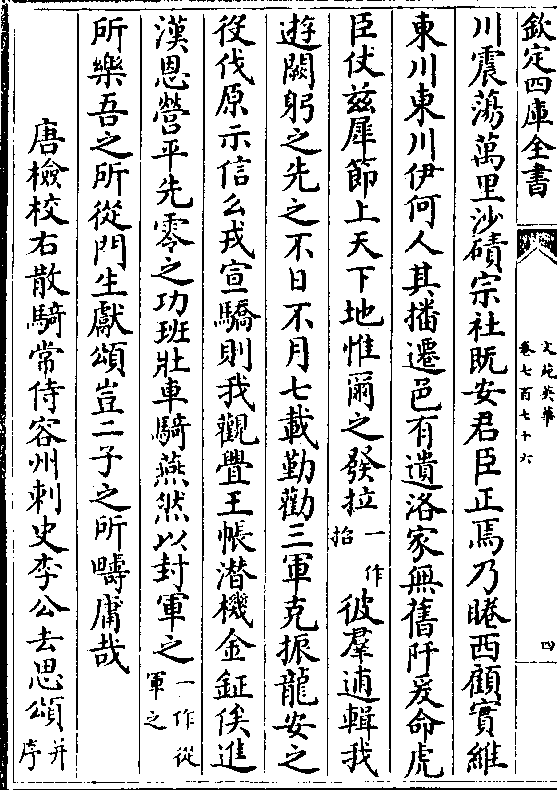 欽定四庫全書
文苑英華
卷七百七十六
四
川震蕩萬里沙磧宗社既安君臣正焉乃睠西顧實維
東川東川伊何人其播遷邑有遺洛家無舊阡爰命虎
臣仗兹犀節上天下地惟爾之發拉一作拾彼羣逋輯我
遊闕躬之先之不日不月七載勤勸三軍克振龍安之
役伐原示信么戎宣驕則我觀舋王帳潛機金鉦俟進
漢恩營平先零之功班壯車騎燕然以封軍之一作從軍之
所樂吾之所從門生獻頌豈二子之所疇庸哉
唐檢校右散騎常侍容州刺史李公去思頌并序